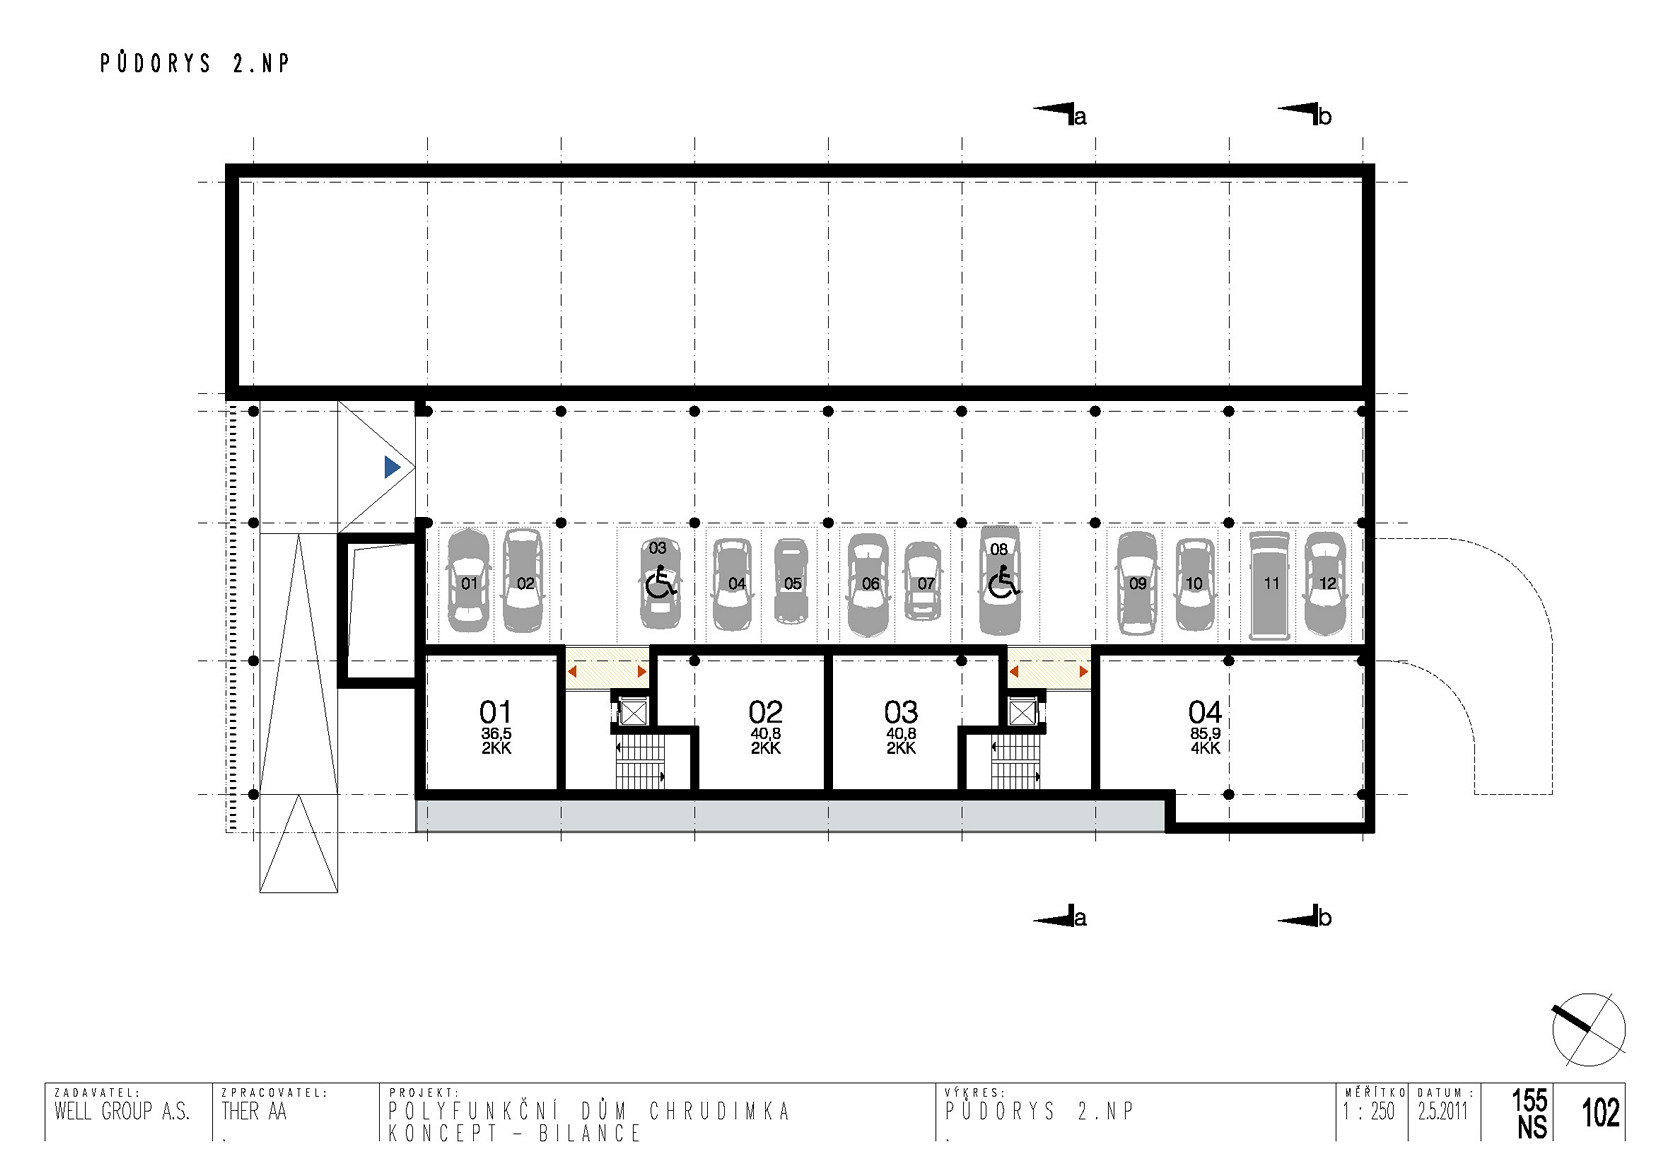 PŮDORYS 2.NP
a
b
01
02
03
04
05
06
07
08
09
10
11
12
01
36,5
2KK
02
40,8
2KK
03
40,8
2KK
04
85,9
4KK
a
b
ZADAVATEL:
WELL GROUP A.S.
ZPRACOVATEL:
THER AA
.
PROJEKT:
POLYFUNKČNÍ DŮM CHRUDIMKA
KONCEPT – BILANCE
VÝKRES:
PŮDORYS 2.NP
.
MĚŘÍTKO
1 : 250
DATUM :
2.5.2011
155
NS
102